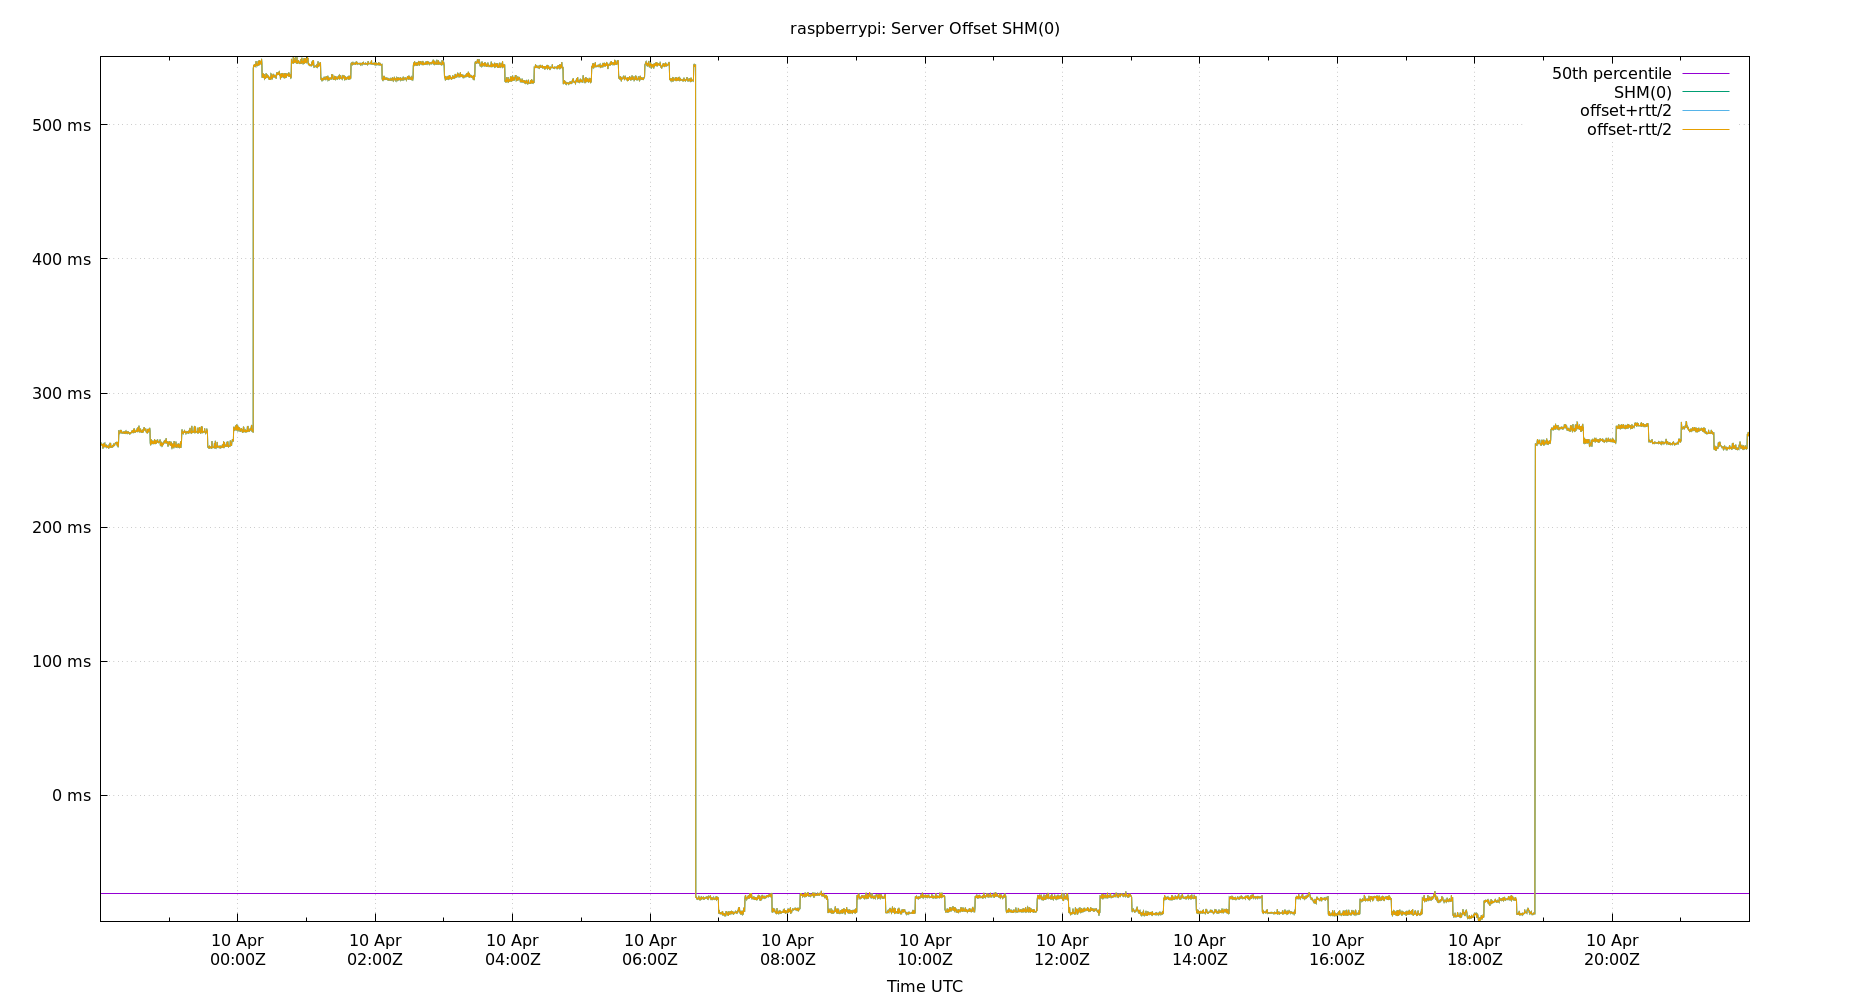 raspberrypi: Server Offset SHM(0)
50th percentile
SHM(0)
offset+rtt/2
offset-rtt/2
500 ms
400 ms
300 ms
200 ms
100 ms
0 ms
10 Apr 10 Apr 10 Apr 10 Apr 10 Apr 10 Apr 10 Apr 10 Apr 10 Apr 10 Apr 10 Apr
00:00Z 02:00Z 04:00Z 06:00Z 08:00Z 10:00Z 12:00Z 14:00Z 16:00Z 18:00Z 20:00Z
Time UTC